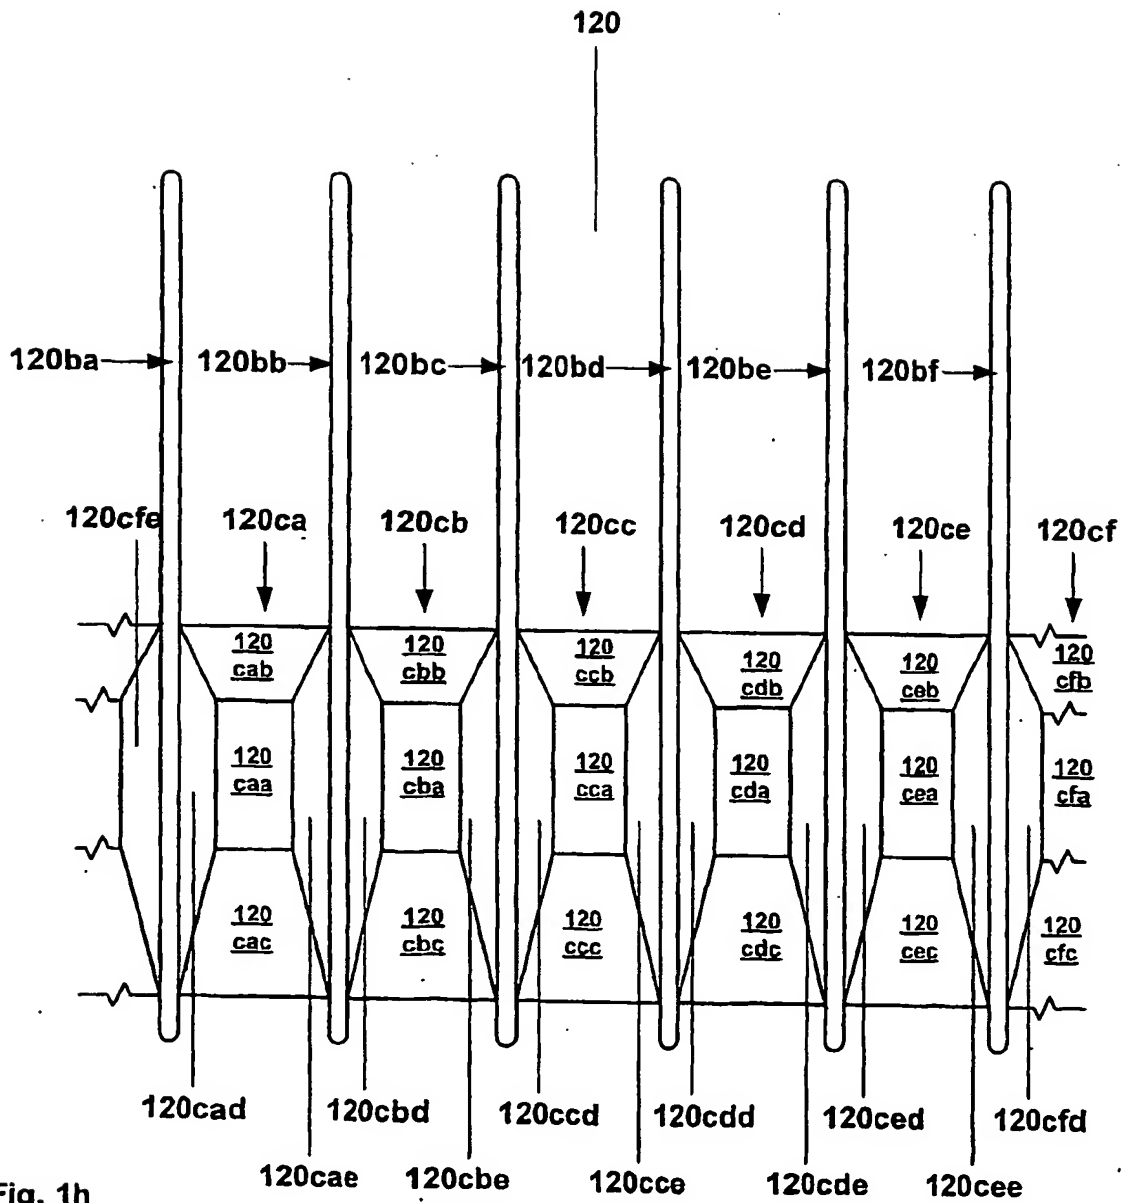 120
120ba 120bb 120bc 120bd 120be 120bf
120cfe 120ca 120cb 120cc 120cd 120ce 120cf
120 120 120 120 120 120
cab cbb ccb cdb ceb cfb
120 120 120 120 120 120
caa cba cca cda cea cfa
120 120 120 120 120 120
cac cbc ccc cdc cec cfc
120cad 120cbd 120ccd 120cdd 120ced 120cfd
120cae 120cbe 120cce 120cde 120cee
Fig. 1h